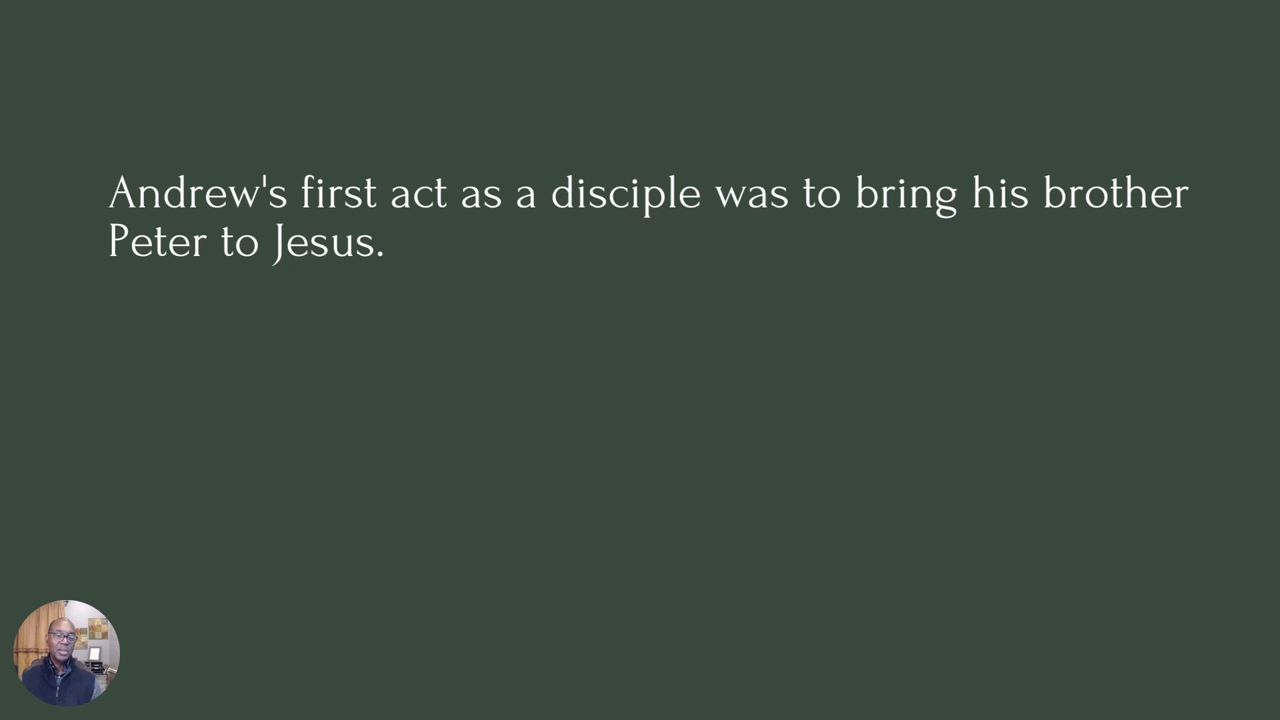 Andrew's first act as a disciple was to bring his brother
Peter to Jesus.